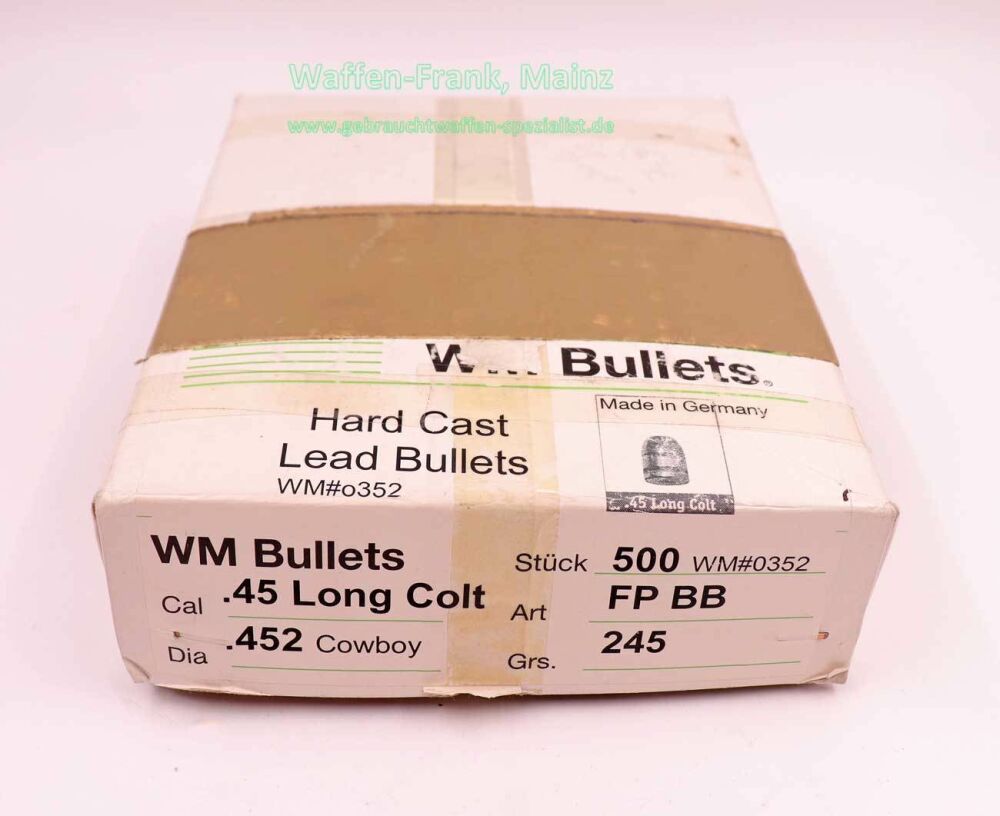 Waffen-Frank, Mainz
www.gebrauchtwaffen-spezialist.de
Bullets®
Hard Cast
Lead Bullets
WM#o352
Made in Germany
.45 Long Colt
WM Bullets
Cal .45 Long Colt
Dia .452 Cowboy
Stück 500 WM#0352
Art FP BB
Grs. 245